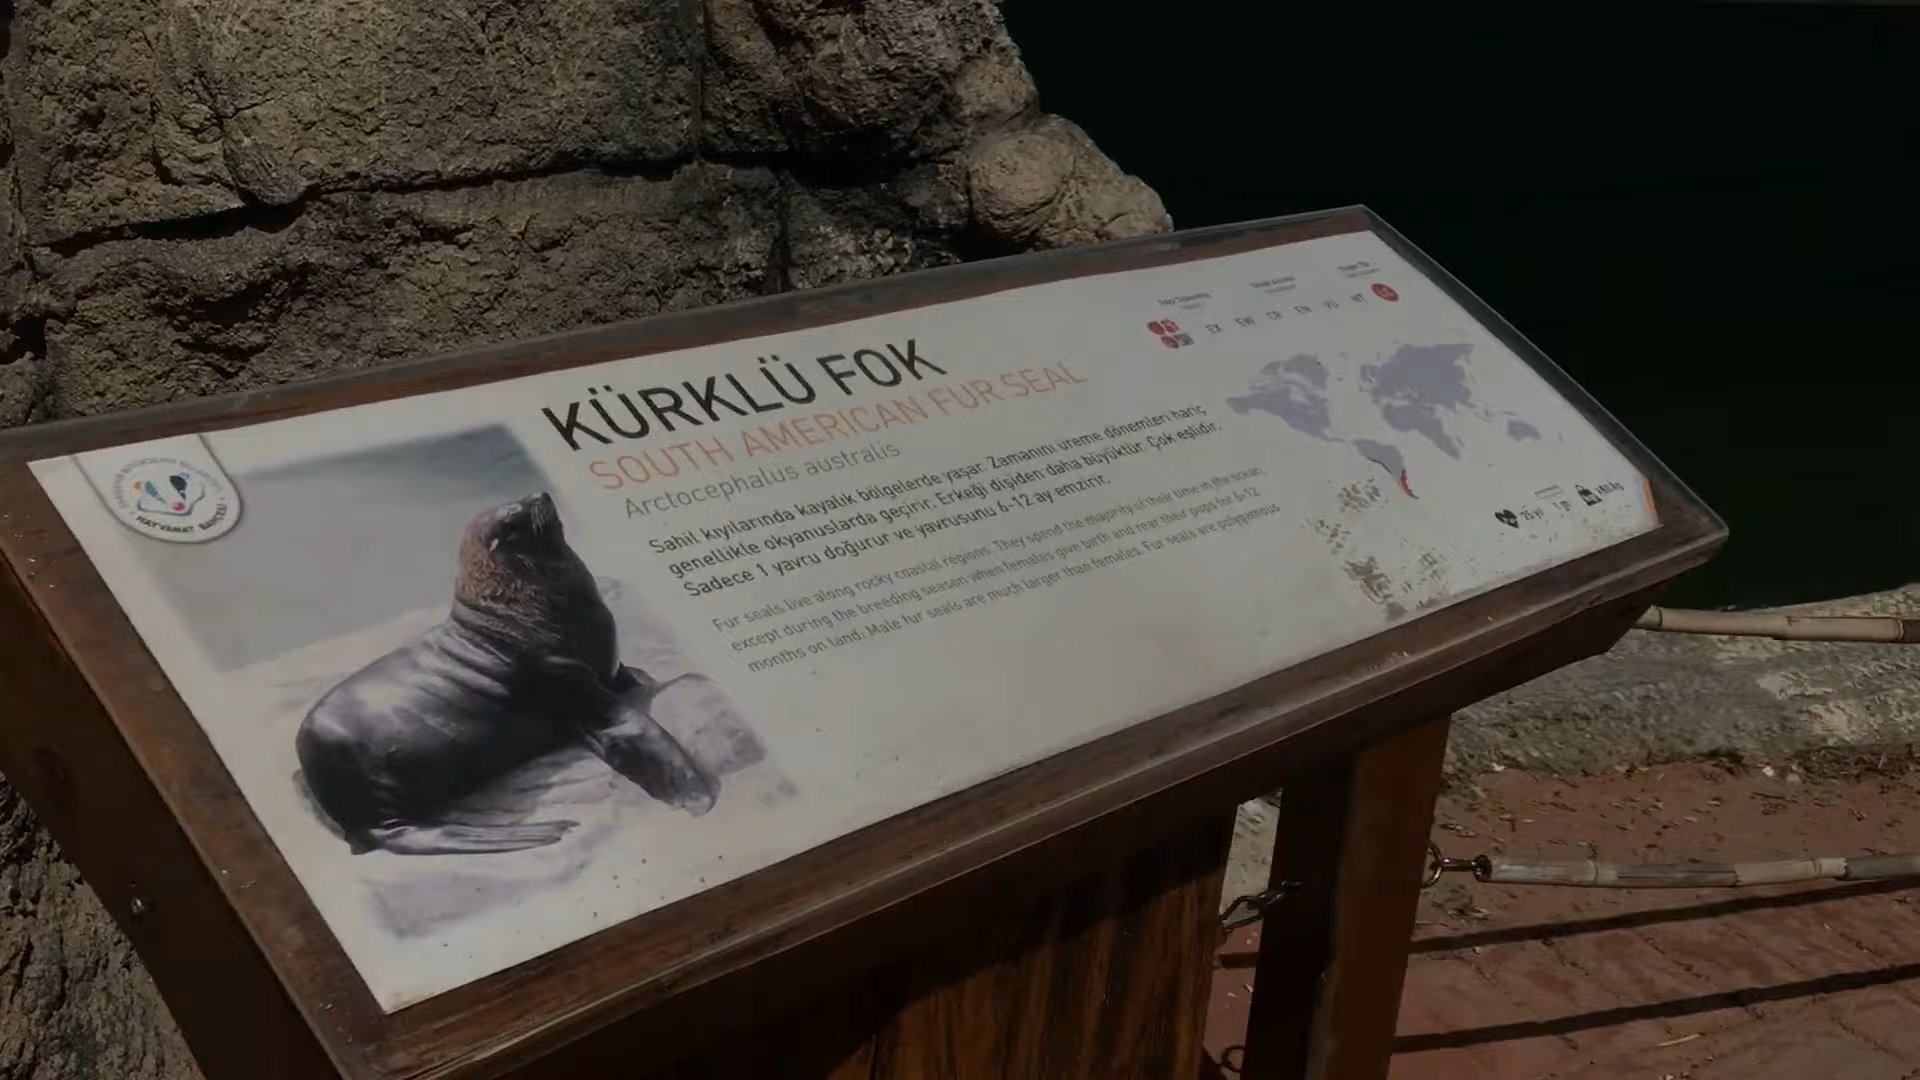 KÜRKLÜ FOK
SOUTH AMERICAN FUR SEAL
Arctocephalus australis
Sahil kıyılarında kayalık bölgelerde yaşar. Zamanını üreme dönemleri hariç
genellikle okyanuslarda geçirir. Erkeği dişiden daha büyüktür. Çok eşlidir.
Sadece 1 yavru doğurur ve yavrusunu 6-12 ay emzirir.
Fur seals live along rocky coastal regions. They spend the majority of their time in the ocean,
except during the breeding season when females give birth and rear their pups for 6-12
months on land. Male fur seals are much larger than females. Fur seals are polygamous
EX EW CR EN VU NT
HAYVANAT BAHÇESİ